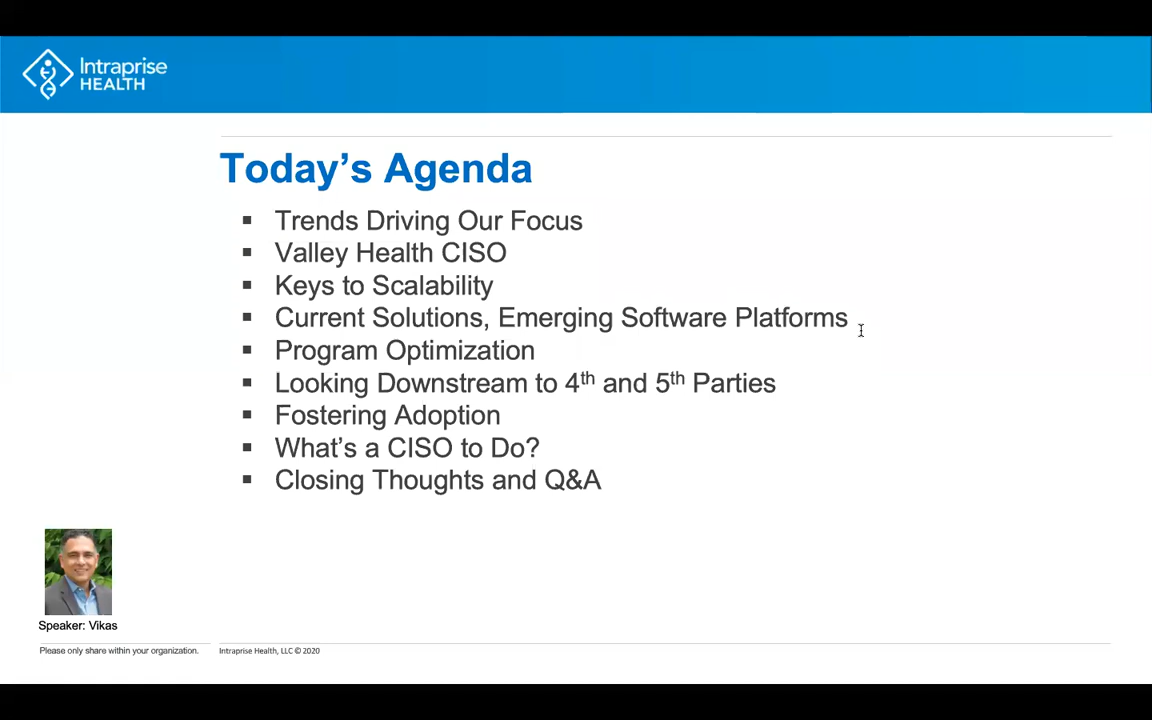 Intraprise
HEALTH
Today's Agenda
▪ Trends Driving Our Focus
▪ Valley Health CISO
▪ Keys to Scalability
▪ Current Solutions, Emerging Software Platforms
▪ Program Optimization
▪ Looking Downstream to 4th and 5th Parties
▪ Fostering Adoption
▪ What's a CISO to Do?
▪ Closing Thoughts and Q&A
Speaker: Vikas
Please only share within your organization.
Intraprise Health, LLC © 2020